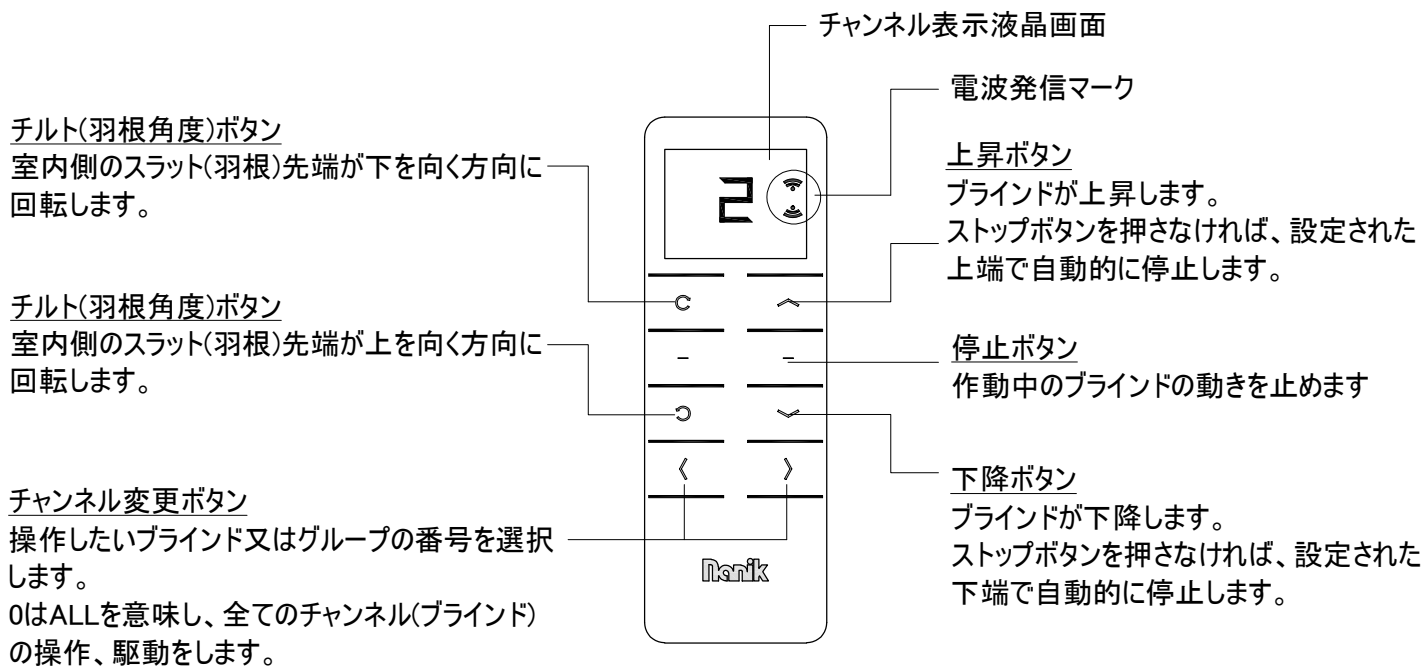 チャンネル表示液晶画面
電波発信マーク
チルト(羽根角度)ボタン
室内側のスラット(羽根)先端が下を向く方向に
回転します。
上昇ボタン
ブラインドが上昇します。
ストップボタンを押さなければ、設定された
上端で自動的に停止します。
2
チルト(羽根角度)ボタン
室内側のスラット(羽根)先端が上を向く方向に
回転します。
停止ボタン
作動中のブラインドの動きを止めます
チャンネル変更ボタン
操作したいブラインド又はグループの番号を選択
します。
0はALLを意味し、全てのチャンネル(ブラインド)
の操作、駆動をします。
下降ボタン
ブラインドが下降します。
ストップボタンを押さなければ、設定された
下端で自動的に停止します。
Nanik